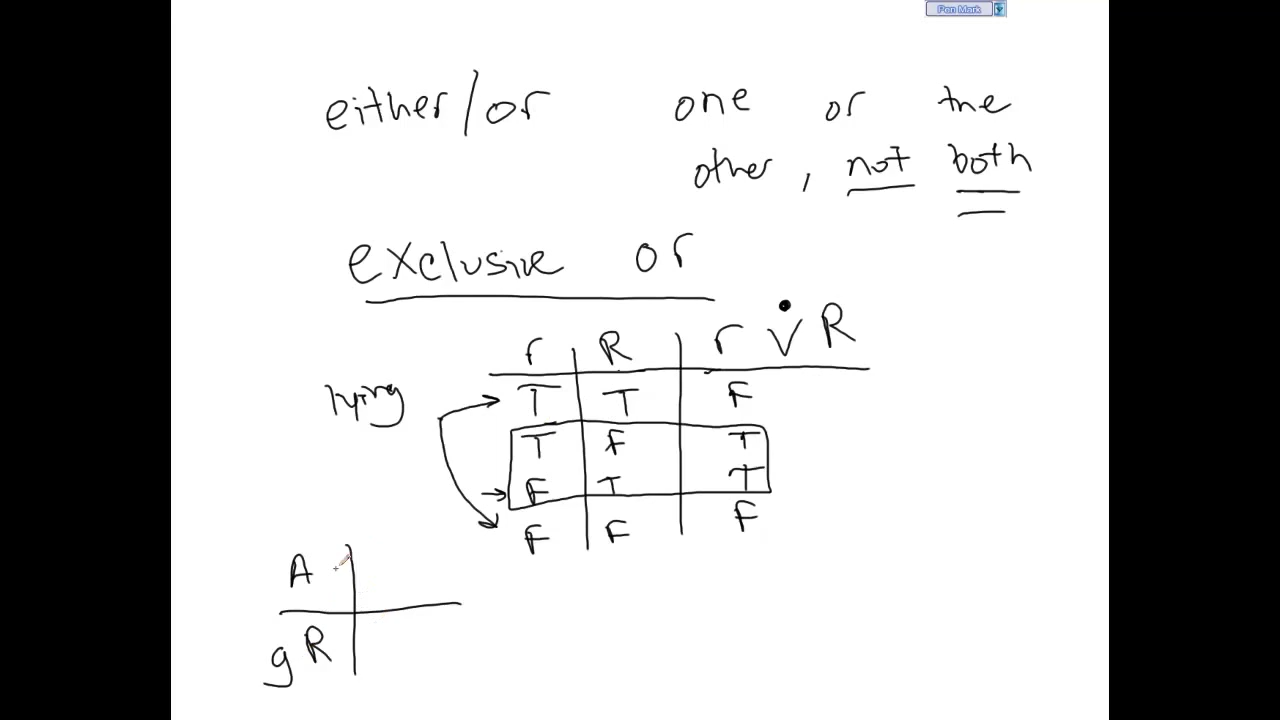 Pen Mark
either/or one or the
other, not both
exclusive or
r R r v̇ R
lying T T F
T F T
F T T
F F F
A
gR